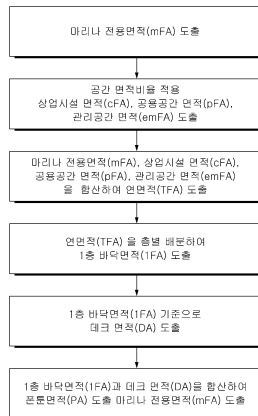 마리나 전용면적(mFA) 도출
공간 면적비율 적용
상업시설 면적(cFA),
공용공간 면적(pFA),
관리공간 면적(emFA) 도출
마리나 전용면적(mFA), 상업시설 면적(cFA),
공용공간 면적(pFA), 관리공간 면적(emFA)
을 합산하여 연면적(TFA) 도출
연면적(TFA) 을 층별 배분하여
1층 바닥면적(1FA) 도출
1층 바닥면적(1FA) 기준으로
데크 면적(DA) 도출
1층 바닥면적(1FA)과 데크 면적(DA)을 합산하여
폰툰면적(PA) 도출 마리나 전용면적(mFA) 도출